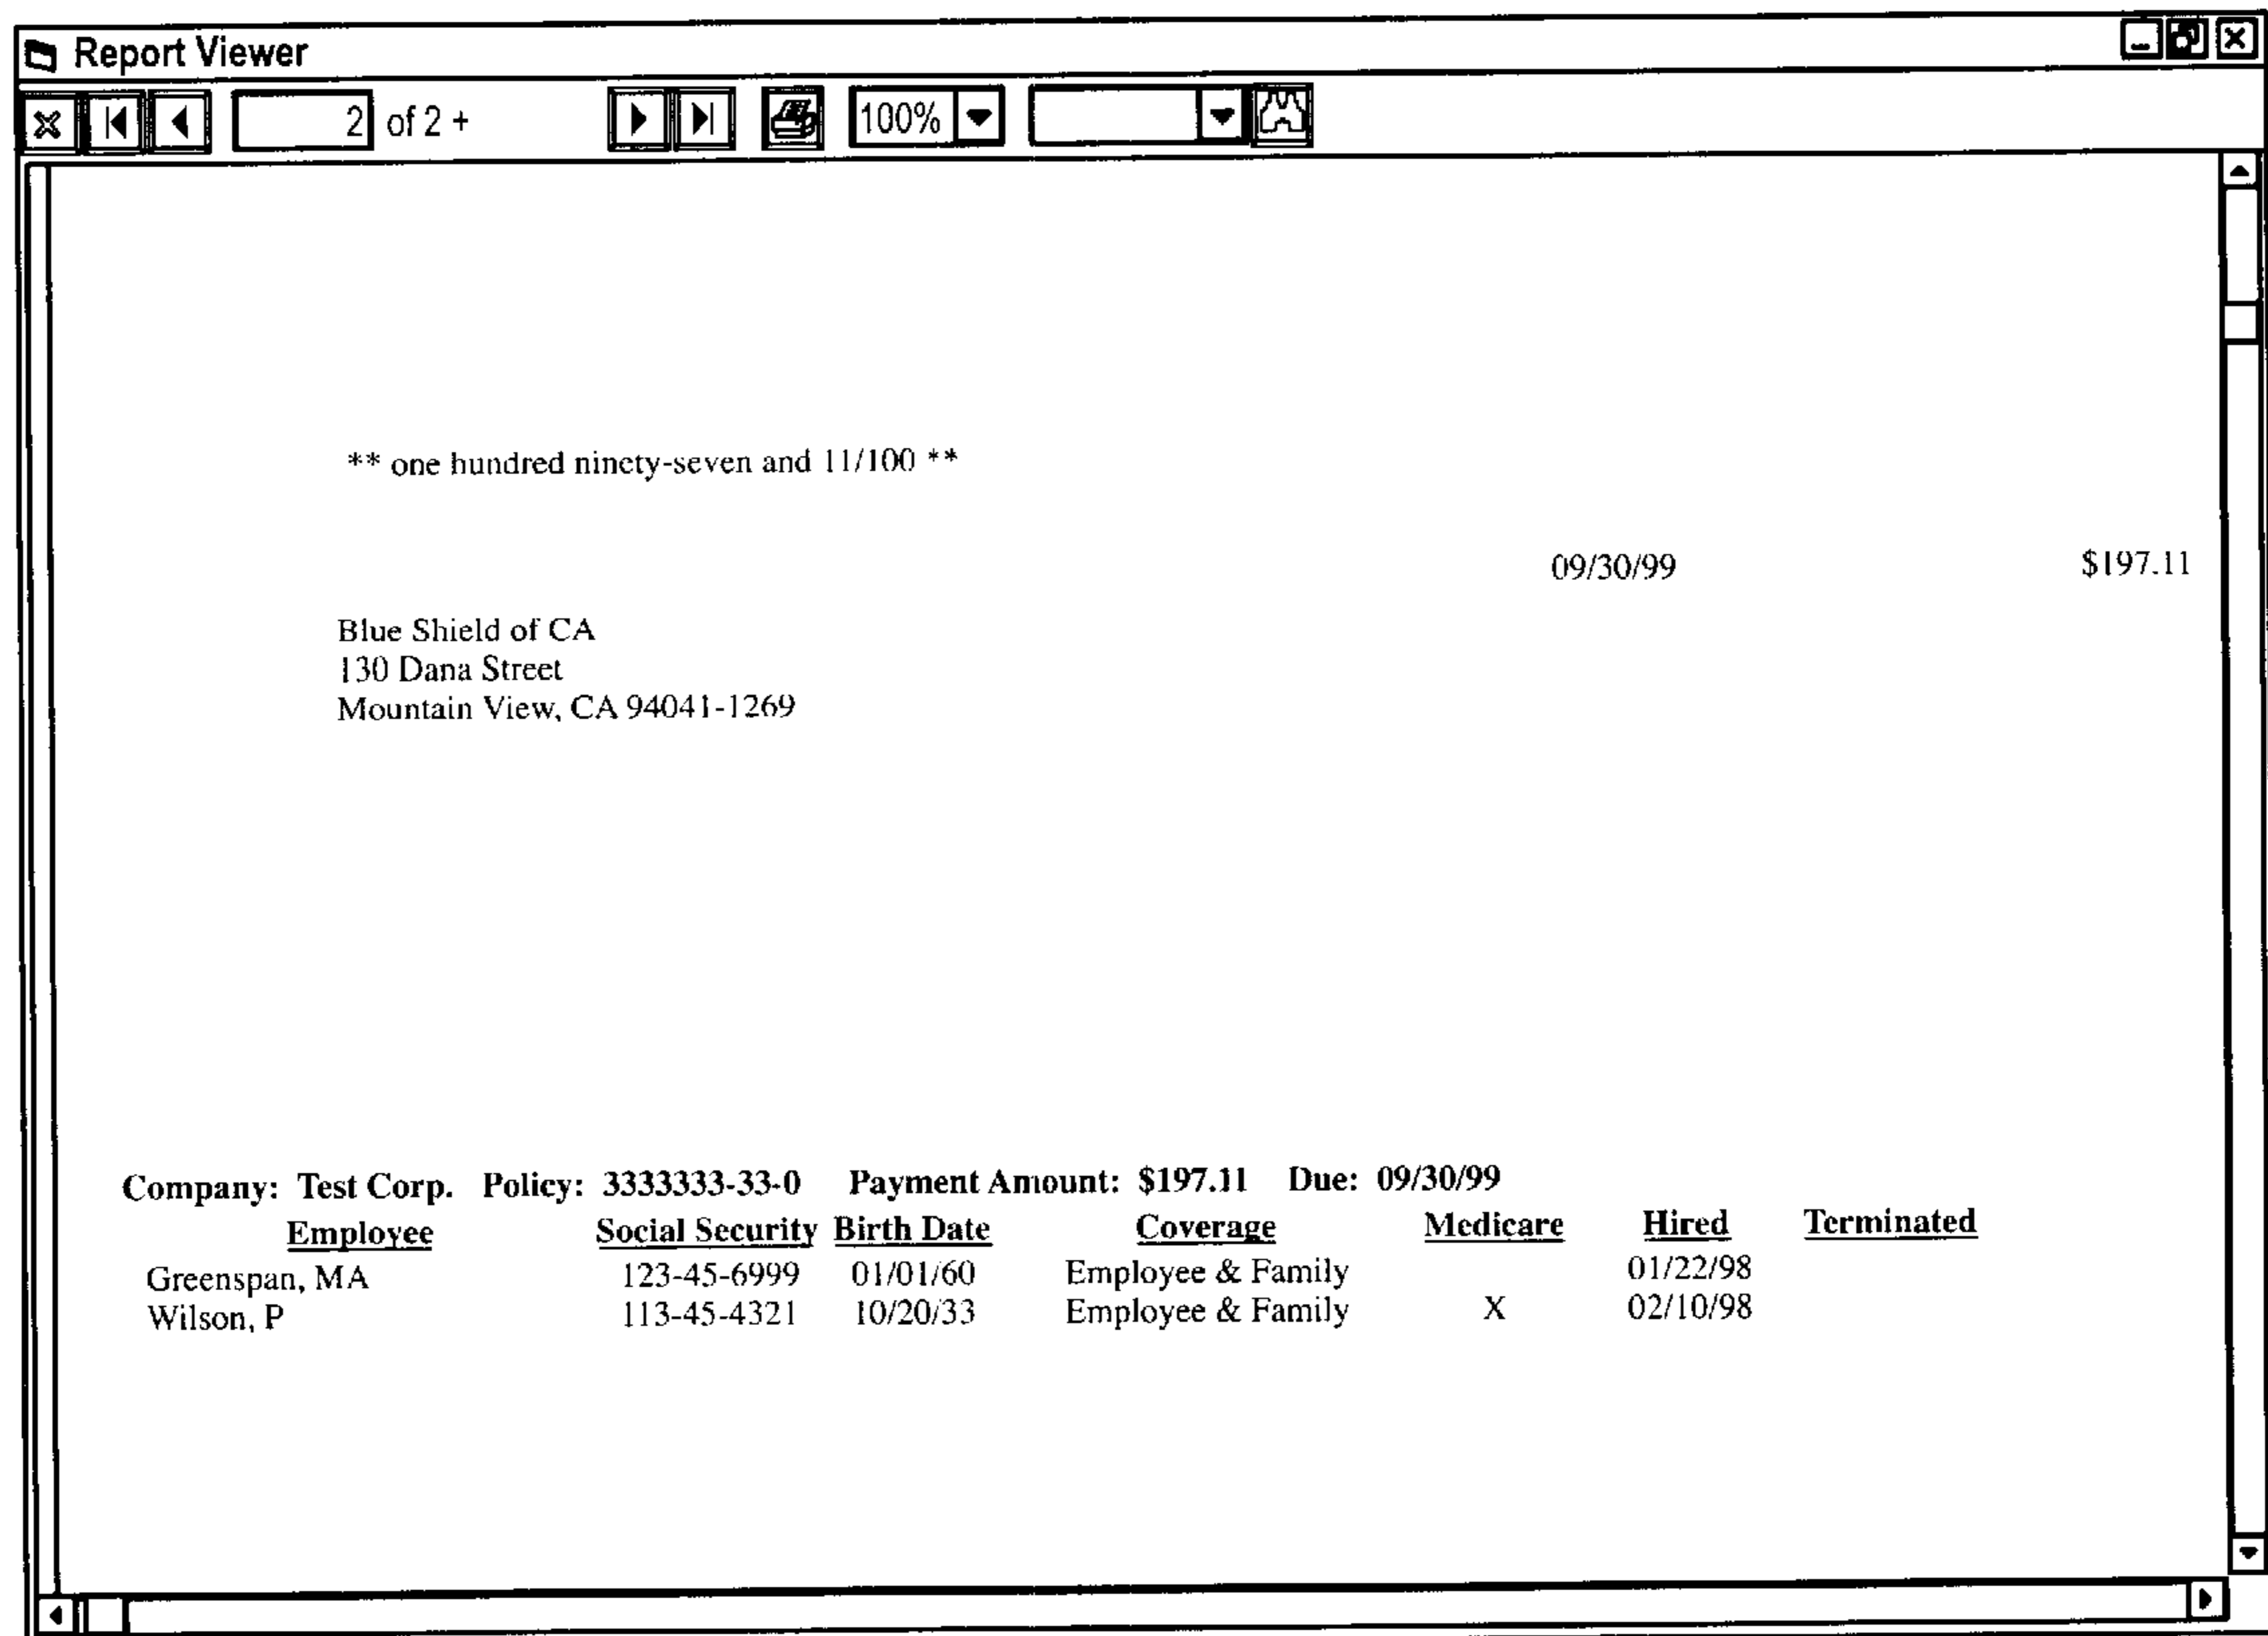 Report Viewer
2 of 2 +
100%
** one hundred ninety-seven and 11/100 **
09/30/99 $197.11
Blue Shield of CA
130 Dana Street
Mountain View, CA 94041-1269
Company: Test Corp. Policy: 3333333-33-0 Payment Amount: $197.11 Due: 09/30/99
Employee Social Security Birth Date Coverage Medicare Hired Terminated
Greenspan, MA 123-45-6999 01/01/60 Employee & Family 01/22/98
Wilson, P 113-45-4321 10/20/33 Employee & Family X 02/10/98